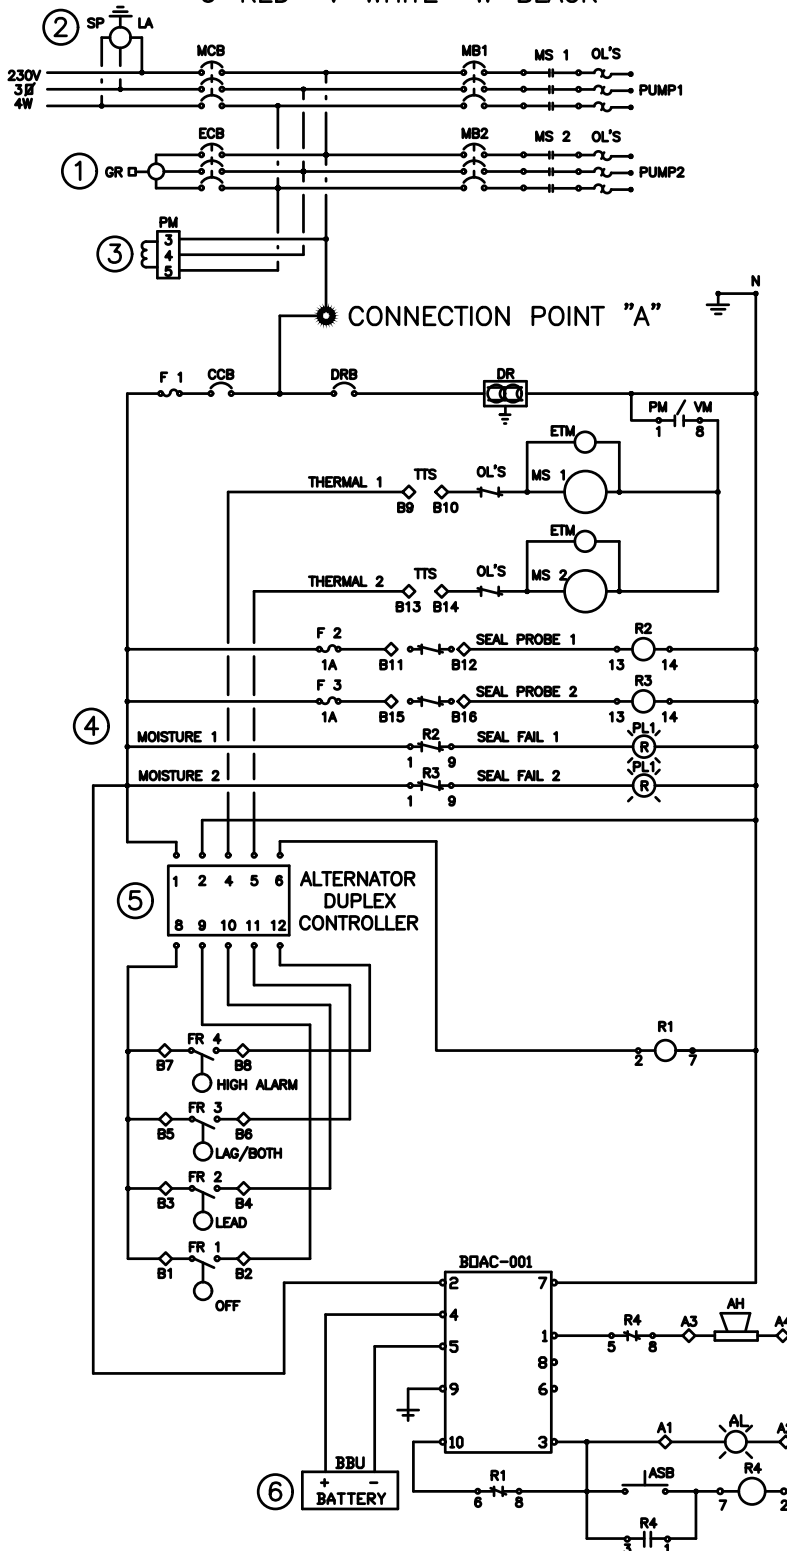 2 SP LA
MCB MB1 MS 1 OL'S
230V
3Ø
4W
PUMP1
ECB MB2 MS 2 OL'S
1 GR
PUMP2
PM
3
3
4
5
CONNECTION POINT "A"
N
F 1 CCB DRB DR
PM VM
1 8
ETM
THERMAL 1 TTS OL'S MS 1
B9 B10
ETM
THERMAL 2 TTS OL'S MS 2
B13 B14
F 2 SEAL PROBE 1 R2
1A B11 B12 13 14
F 3 SEAL PROBE 2 R3
1A B15 B16 13 14
4
MOISTURE 1 R2 SEAL FAIL 1 PL1
R
1 9
MOISTURE 2 R3 SEAL FAIL 2 PL1
R
1 9
5
1 2 4 5 6
8 9 10 11 12
ALTERNATOR
DUPLEX
CONTROLLER
R1
2 7
FR 4
B7 B8
HIGH ALARM
FR 3
B5 B6
LAG/BOTH
FR 2
B3 B4
LEAD
FR 1
B1 B2
OFF
BOAC-001
2 7
4
5
9
10
1
8
6
3
R4 A3 AH A4
5 8
A1 AL
6
BBU
+ -
BATTERY
R1
6 8
ASB R4
7 2
R4
3 1